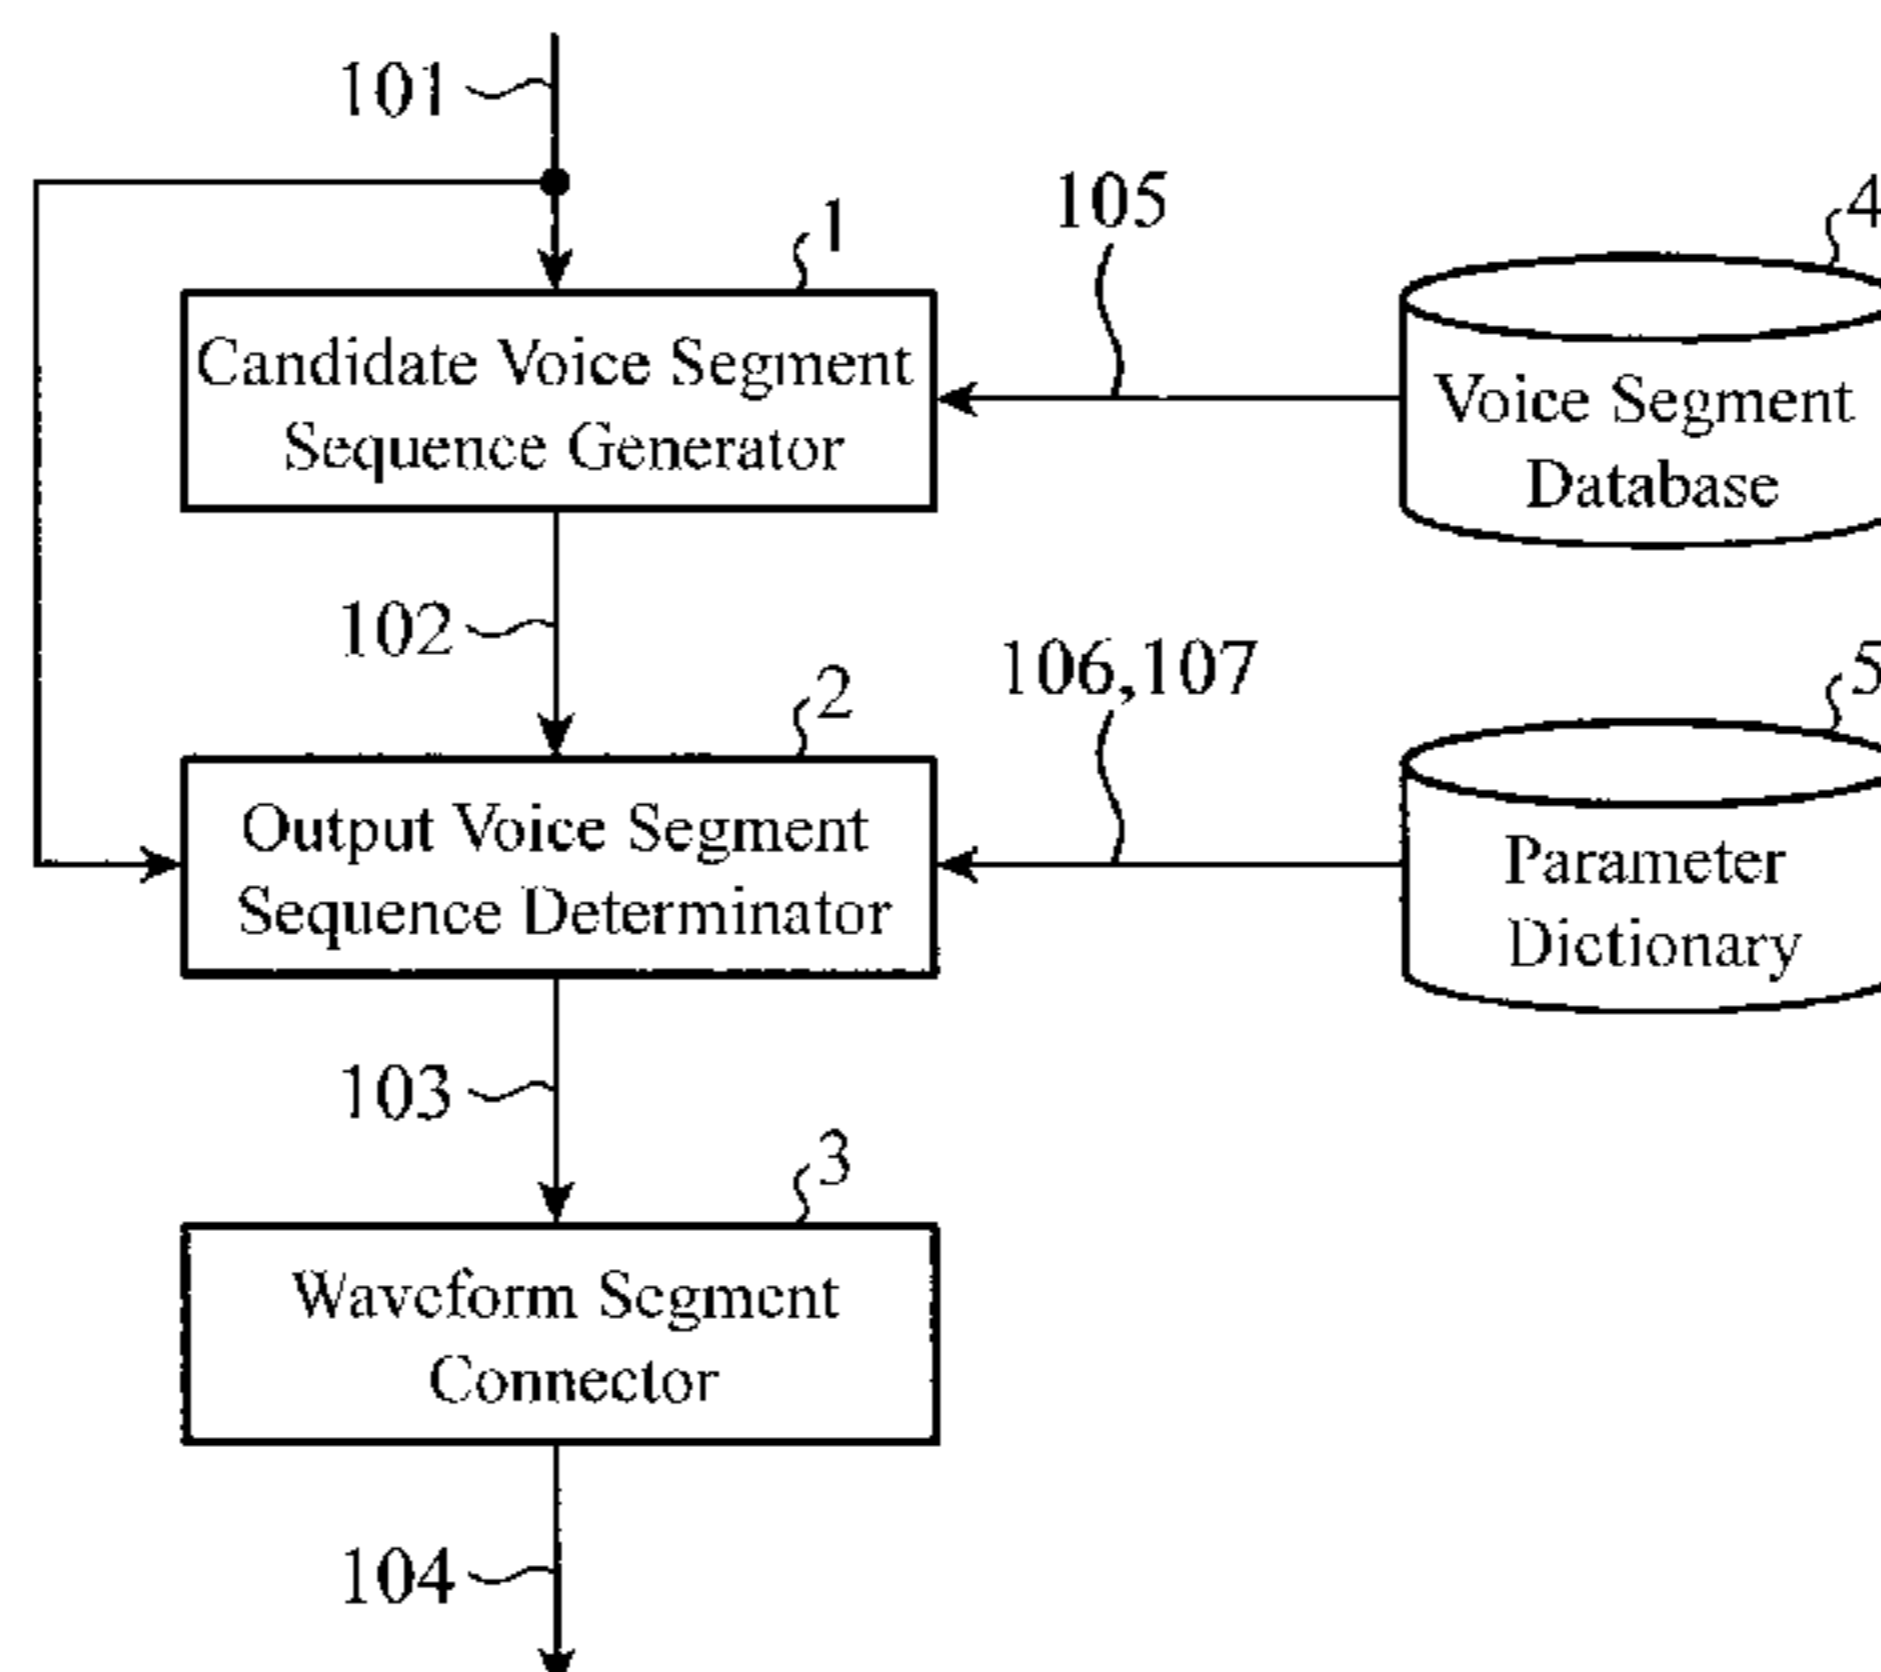 101
105
4
1
Candidate Voice Segment
Sequence Generator
Voice Segment
Database
102
106,107
5
2
Output Voice Segment
Sequence Determinator
Parameter
Dictionary
103
3
Waveform Segment
Connector
104